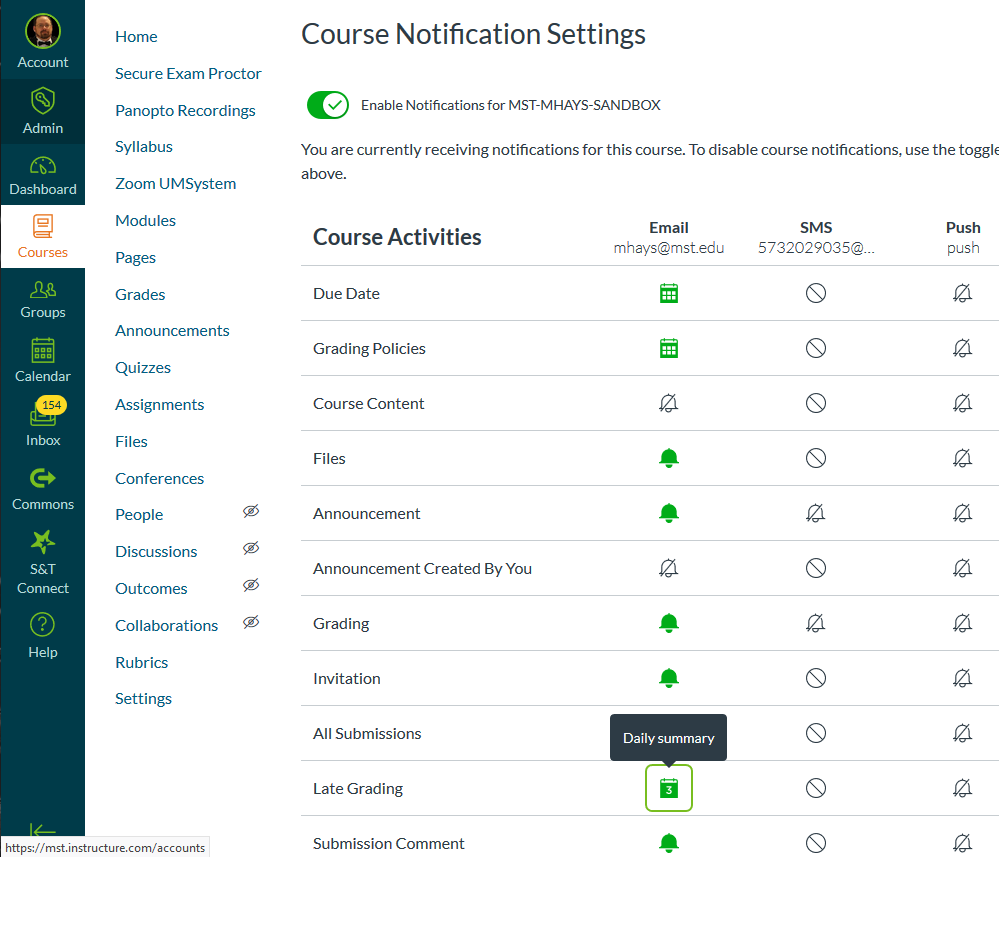 Account
Admin
Dashboard
Courses
Groups
Calendar
154
Inbox
Commons
S&T
Connect
Help
https://mst.instructure.com/accounts
Home
Secure Exam Proctor
Panopto Recordings
Syllabus
Zoom UMSystem
Modules
Pages
Grades
Announcements
Quizzes
Assignments
Files
Conferences
People
Discussions
Outcomes
Collaborations
Rubrics
Settings
Course Notification Settings
Enable Notifications for MST-MHAYS-SANDBOX
You are currently receiving notifications for this course. To disable course notifications, use the toggle
above.
Course Activities Email SMS Push
mhays@mst.edu 5732029035@... push
Due Date
Grading Policies
Course Content
Files
Announcement
Announcement Created By You
Grading
Invitation
All Submissions
Daily summary
Late Grading 3
Submission Comment